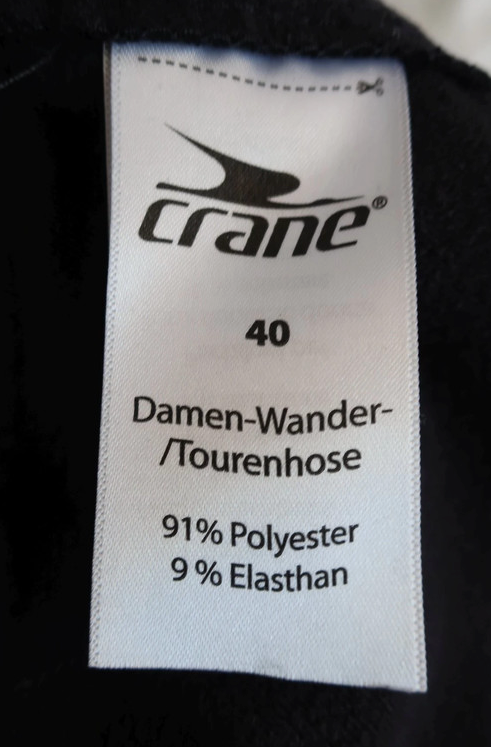 crane®
40
Damen-Wander-
/Tourenhose
91% Polyester
9 % Elasthan